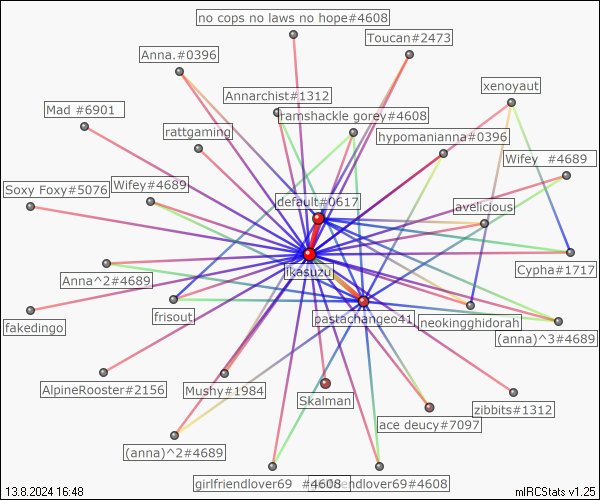 no cops no laws no hope#4608
Toucan#2473
Anna.#0396
xenoyaut
Annarchist#1312
Mad #6901
ramshackle gorey#4608
rattgaming
hypomanianna#0396
Wifey #4689
Soxy Foxy#5076
Wifey#4689
default#0617
avelicious
Cypha#1717
likasuzu
Anna^2#4689
fakedingo
frisout
pastachangeo41
neokingghidorah
(anna)^3#4689
AlpineRooster#2156
Mushy#1984
Skalman
zibbits#1312
ace deucy#7097
(anna)^2#4689
girlfriendlover69 #4608
girlfriendlover69#4608
13.8.2024 16:48
mIRCStats v1.25